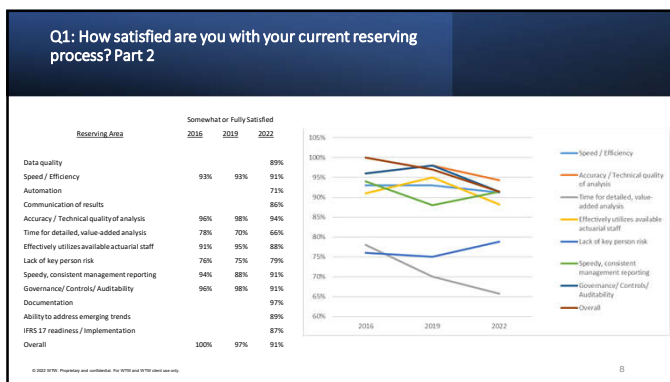 Q1: How satisfied are you with your current reserving
process? Part 2
Somewhat or Fully Satisfied
Reserving Area 2016 2019 2022
Data quality 89%
Speed / Efficiency 93% 93% 91%
Automation 71%
Communication of results 86%
Accuracy / Technical quality of analysis 96% 98% 94%
Time for detailed, value-added analysis 78% 70% 66%
Effectively utilizes available actuarial staff 91% 95% 88%
Lack of key person risk 76% 75% 79%
Speedy, consistent management reporting 94% 88% 91%
Governance/ Controls/ Auditability 96% 98% 91%
Documentation 97%
Ability to address emerging trends 89%
IFRS 17 readiness / Implementation 87%
Overall 100% 97% 91%
105%
100%
95%
90%
85%
80%
75%
70%
65%
60%
2016 2019 2022
Speed / Efficiency
Accuracy / Technical quality
of analysis
Time for detailed, value-
added analysis
Effectively utilizes available
actuarial staff
Lack of key person risk
Speedy, consistent
management reporting
Governance/ Controls/
Auditability
Overall
© 2022 WTW. Proprietary and confidential. For WTW and WTW client use only.
8